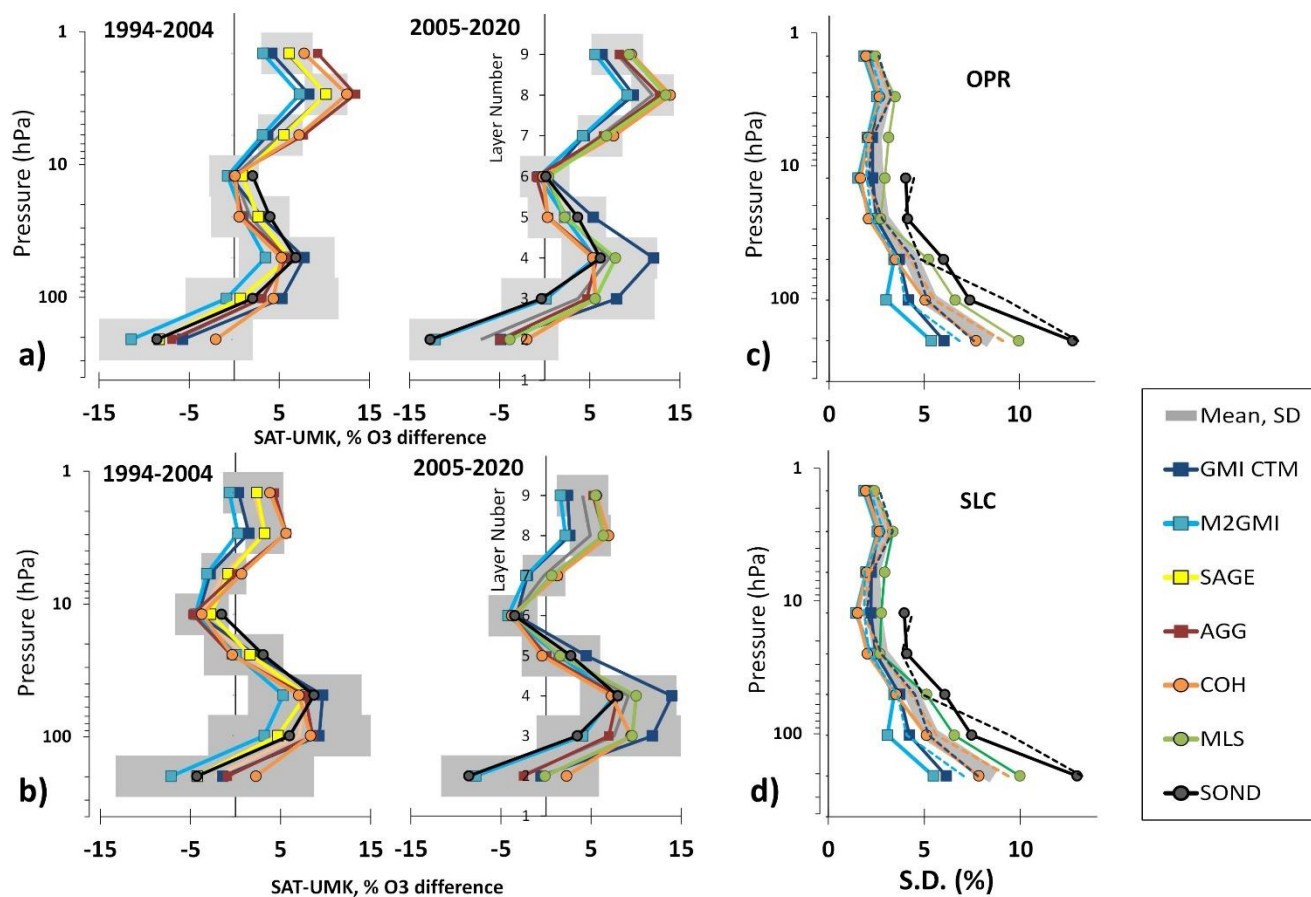 1994-2004
2005-2020
1
10
100
Pressure (hPa)
Layer Number
9
8
7
6
5
4
3
2
1
a)
-15
-5
5
15
-15
-5
5
15
SAT-UMK, % O3 difference
1
10
100
Pressure (hPa)
OPR
c)
0
5
10
1994-2004
2005-2020
1
10
100
Pressure (hPa)
Layer Nuber
9
8
7
6
5
4
3
2
1
b)
-15
-5
5
15
-15
-5
5
15
SAT-UMK, % O3 difference
1
10
100
Pressure (hPa)
SLC
d)
0
5
10
S.D. (%)
Mean, SD
GMI CTM
M2GMI
SAGE
AGG
COH
MLS
SOND